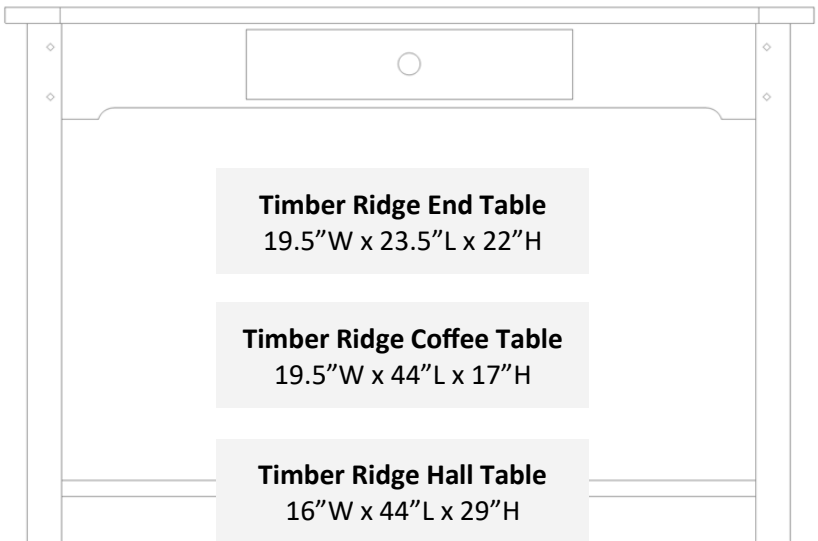 Timber Ridge End Table
19.5”W x 23.5”L x 22”H
Timber Ridge Coffee Table
19.5”W x 44”L x 17”H
Timber Ridge Hall Table
16”W x 44”L x 29”H